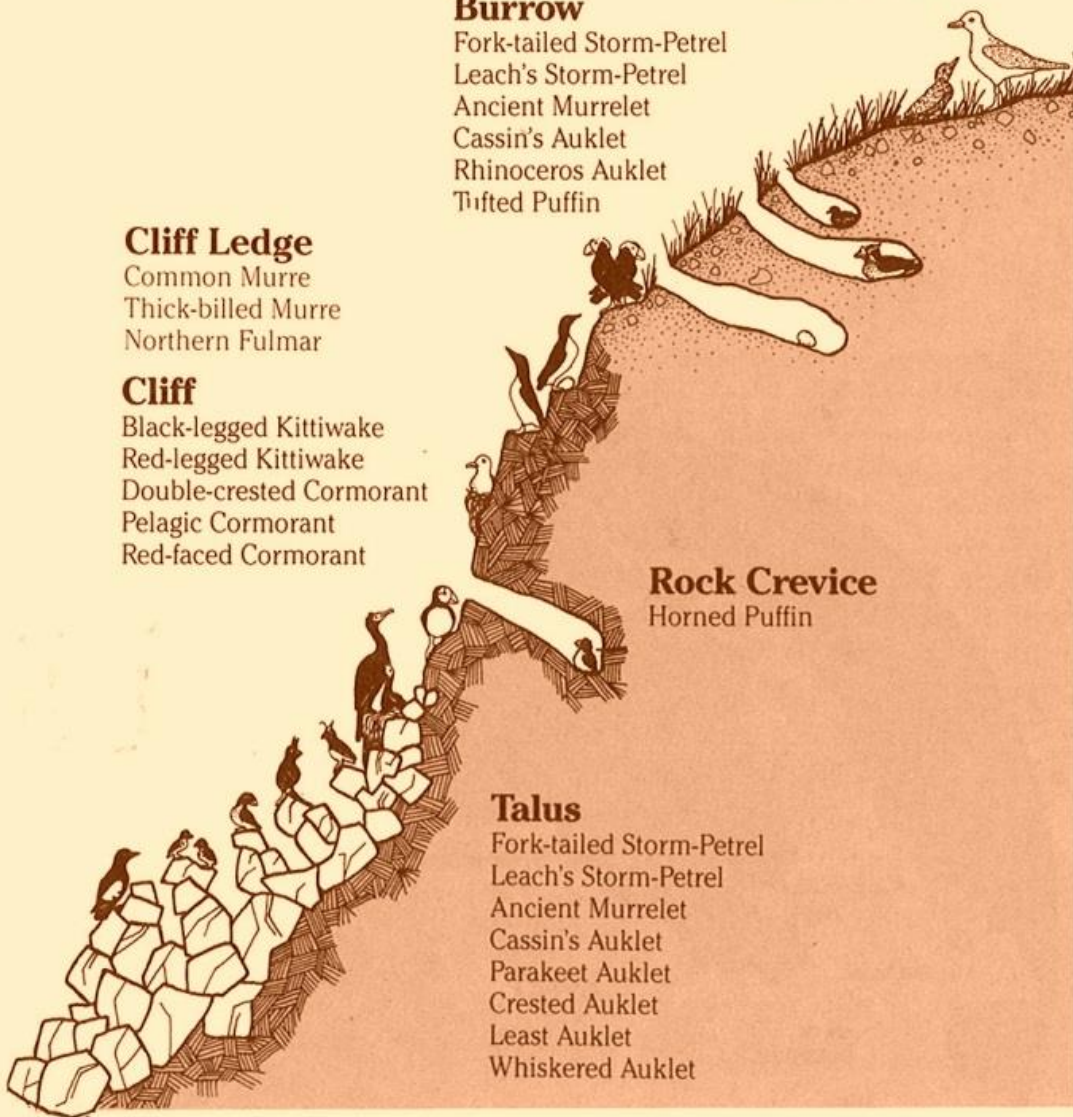 Burrow
Fork-tailed Storm-Petrel
Leach's Storm-Petrel
Ancient Murrelet
Cassin's Auklet
Rhinoceros Auklet
Tufted Puffin
Cliff Ledge
Common Murre
Thick-billed Murre
Northern Fulmar
Cliff
Black-legged Kittiwake
Red-legged Kittiwake
Double-crested Cormorant
Pelagic Cormorant
Red-faced Cormorant
Rock Crevice
Horned Puffin
Talus
Fork-tailed Storm-Petrel
Leach's Storm-Petrel
Ancient Murrelet
Cassin's Auklet
Parakeet Auklet
Crested Auklet
Least Auklet
Whiskered Auklet